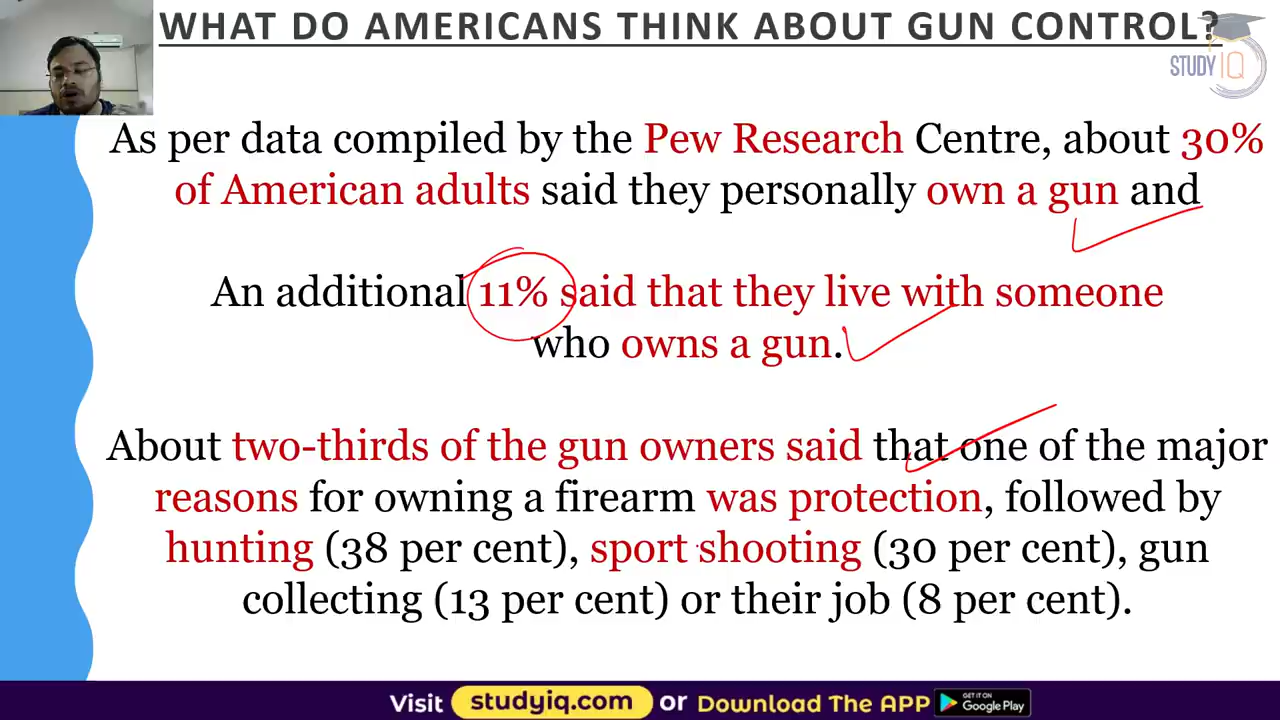 WHAT DO AMERICANS THINK ABOUT GUN CONTROL?
STUDY IQ
As per data compiled by the Pew Research Centre, about 30%
of American adults said they personally own a gun and
An additional 11% said that they live with someone
who owns a gun.
About two-thirds of the gun owners said that one of the major
reasons for owning a firearm was protection, followed by
hunting (38 per cent), sport shooting (30 per cent), gun
collecting (13 per cent) or their job (8 per cent).
Visit studyiq.com or Download The APP GET IT ON Google Play